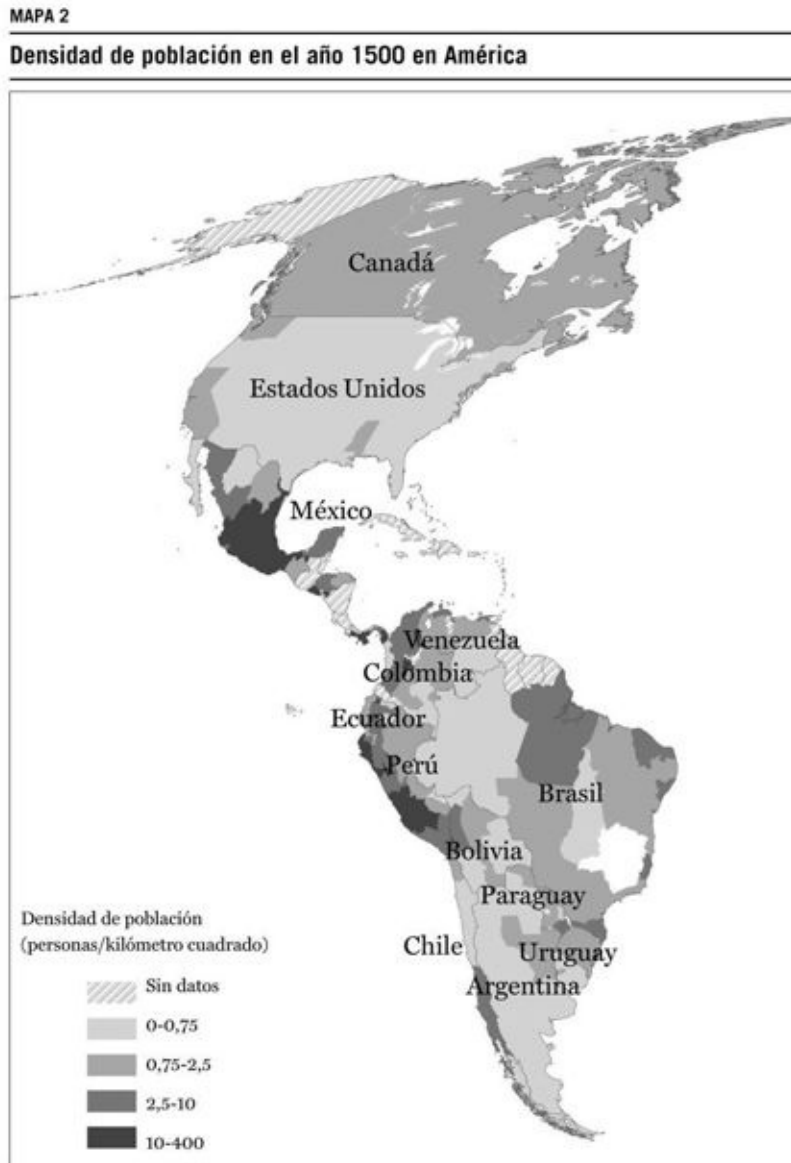 MAPA 2
Densidad de población en el año 1500 en América
Canadá
Estados Unidos
México
Venezuela
Colombia
Ecuador
Perú
Brasil
Bolivia
Paraguay
Chile
Uruguay
Argentina
Densidad de población
(personas/kilómetro cuadrado)
Sin datos
0-0,75
0,75-2,5
2,5-10
10-400